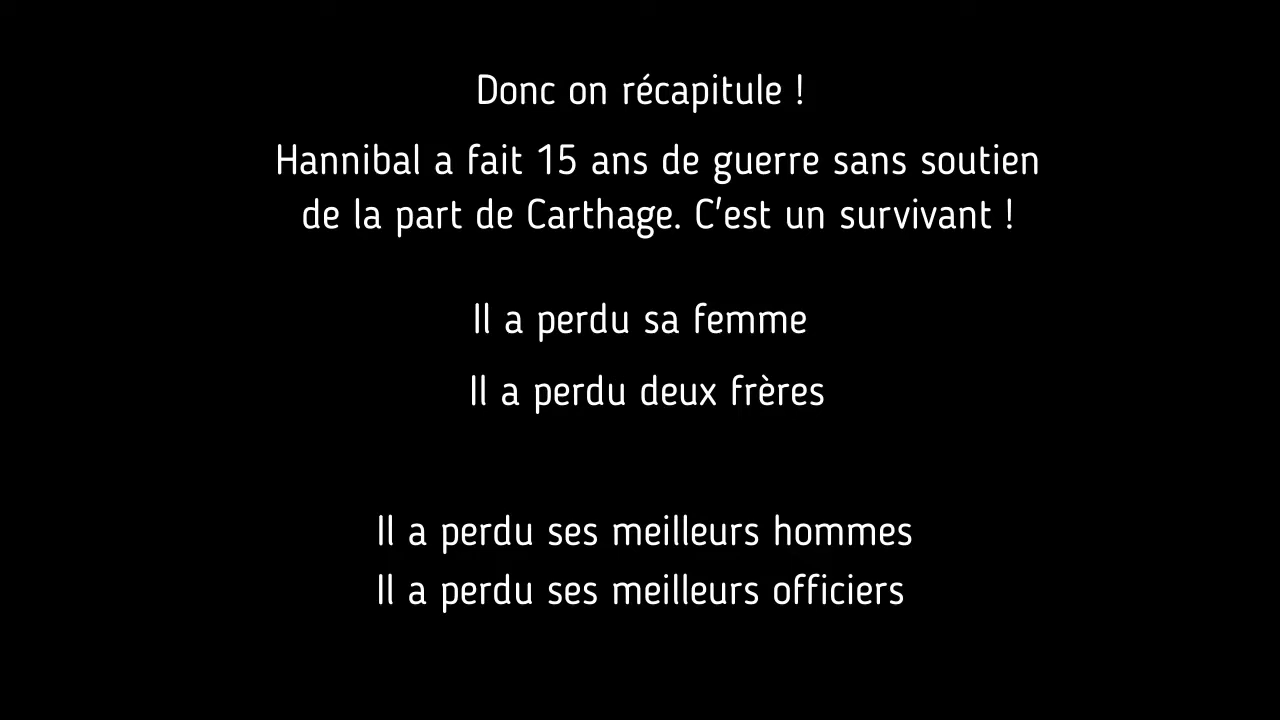 Donc on récapitule !
Hannibal a fait 15 ans de guerre sans soutien
de la part de Carthage. C'est un survivant !
Il a perdu sa femme
Il a perdu deux frères
Il a perdu ses meilleurs hommes
Il a perdu ses meilleurs officiers